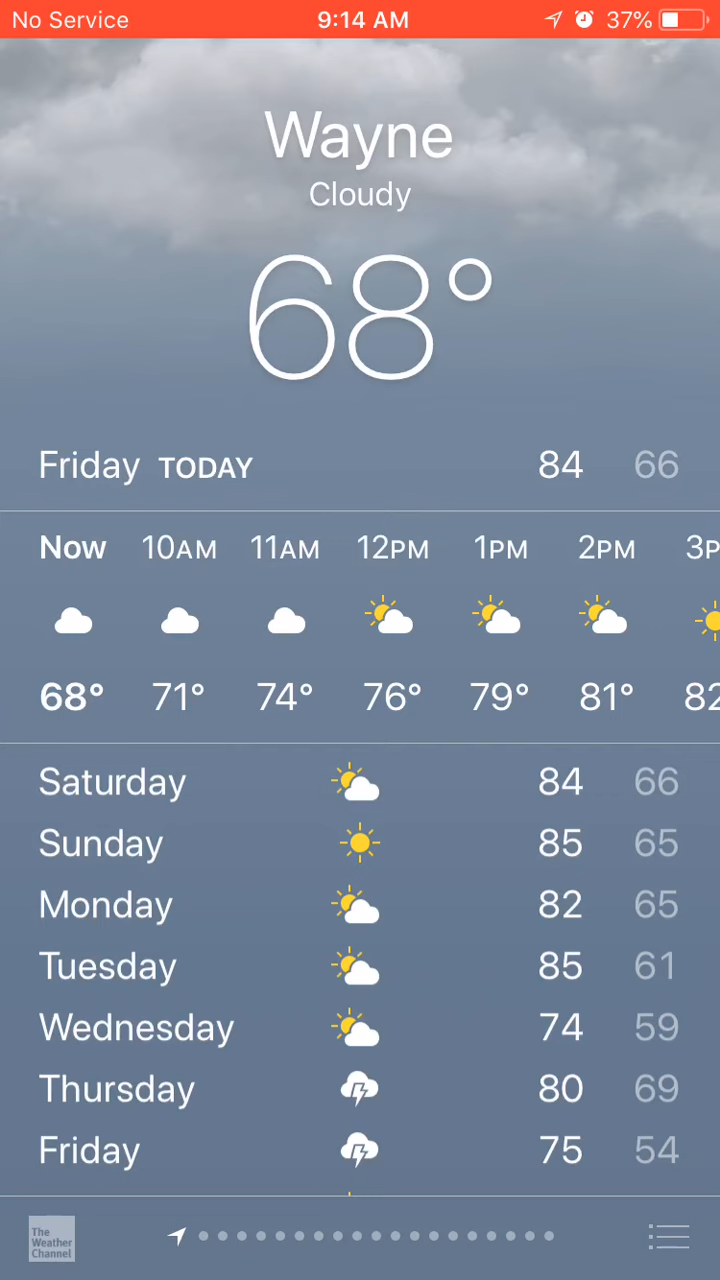 No Service 9:14 AM 37%
Wayne
Cloudy
68°
Friday TODAY 84 66
Now 10AM 11AM 12PM 1PM 2PM 3P
68° 71° 74° 76° 79° 81° 82
Saturday 84 66
Sunday 85 65
Monday 82 65
Tuesday 85 61
Wednesday 74 59
Thursday 80 69
Friday 75 54
The
Weather
Channel